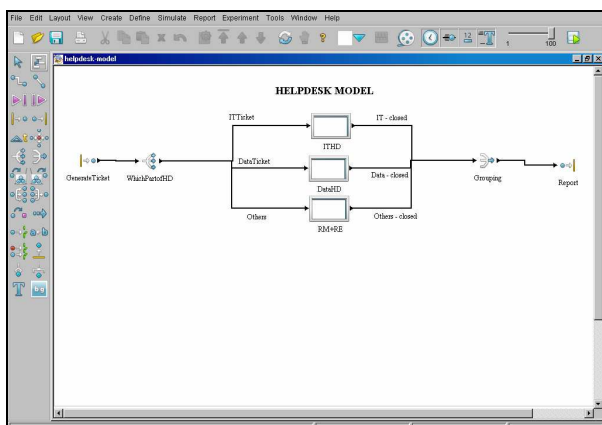 File Edit Layout View Create Define Simulate Report Experiment Tools Window Help
12
1
100
helpdesk-model
HELPDESK MODEL
ITTicket
IT - closed
ITHD
DataTicket
Data - closed
GenerateTicket
WhichPartofHD
DataHD
Grouping
Report
Others
Others - closed
RM+RE
T